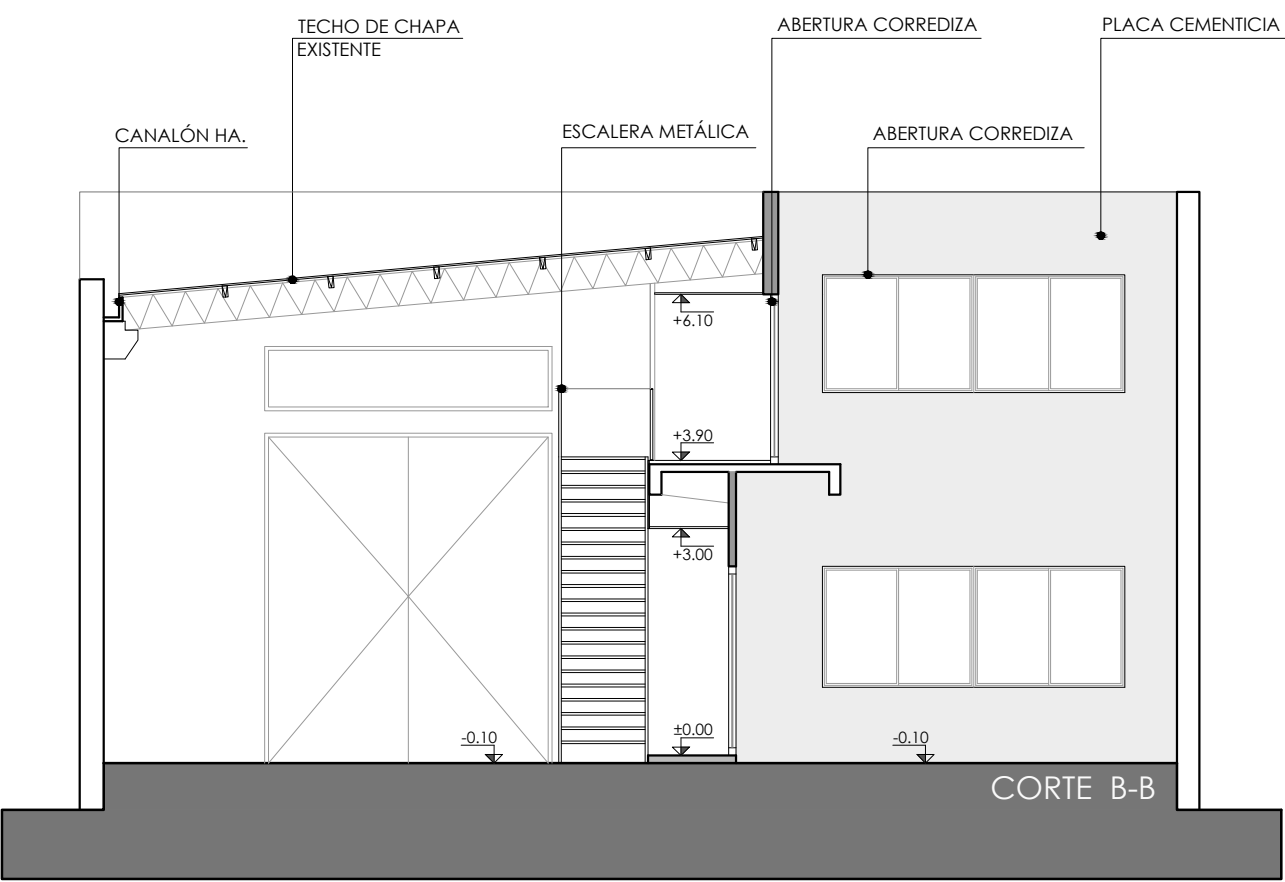 TECHO DE CHAPA
EXISTENTE
ABERTURA CORREDIZA
PLACA CEMENTICIA
CANALÓN HA.
ESCALERA METÁLICA
ABERTURA CORREDIZA
+6.10
+3.90
+3.00
±0.00
-0.10
-0.10
CORTE B-B